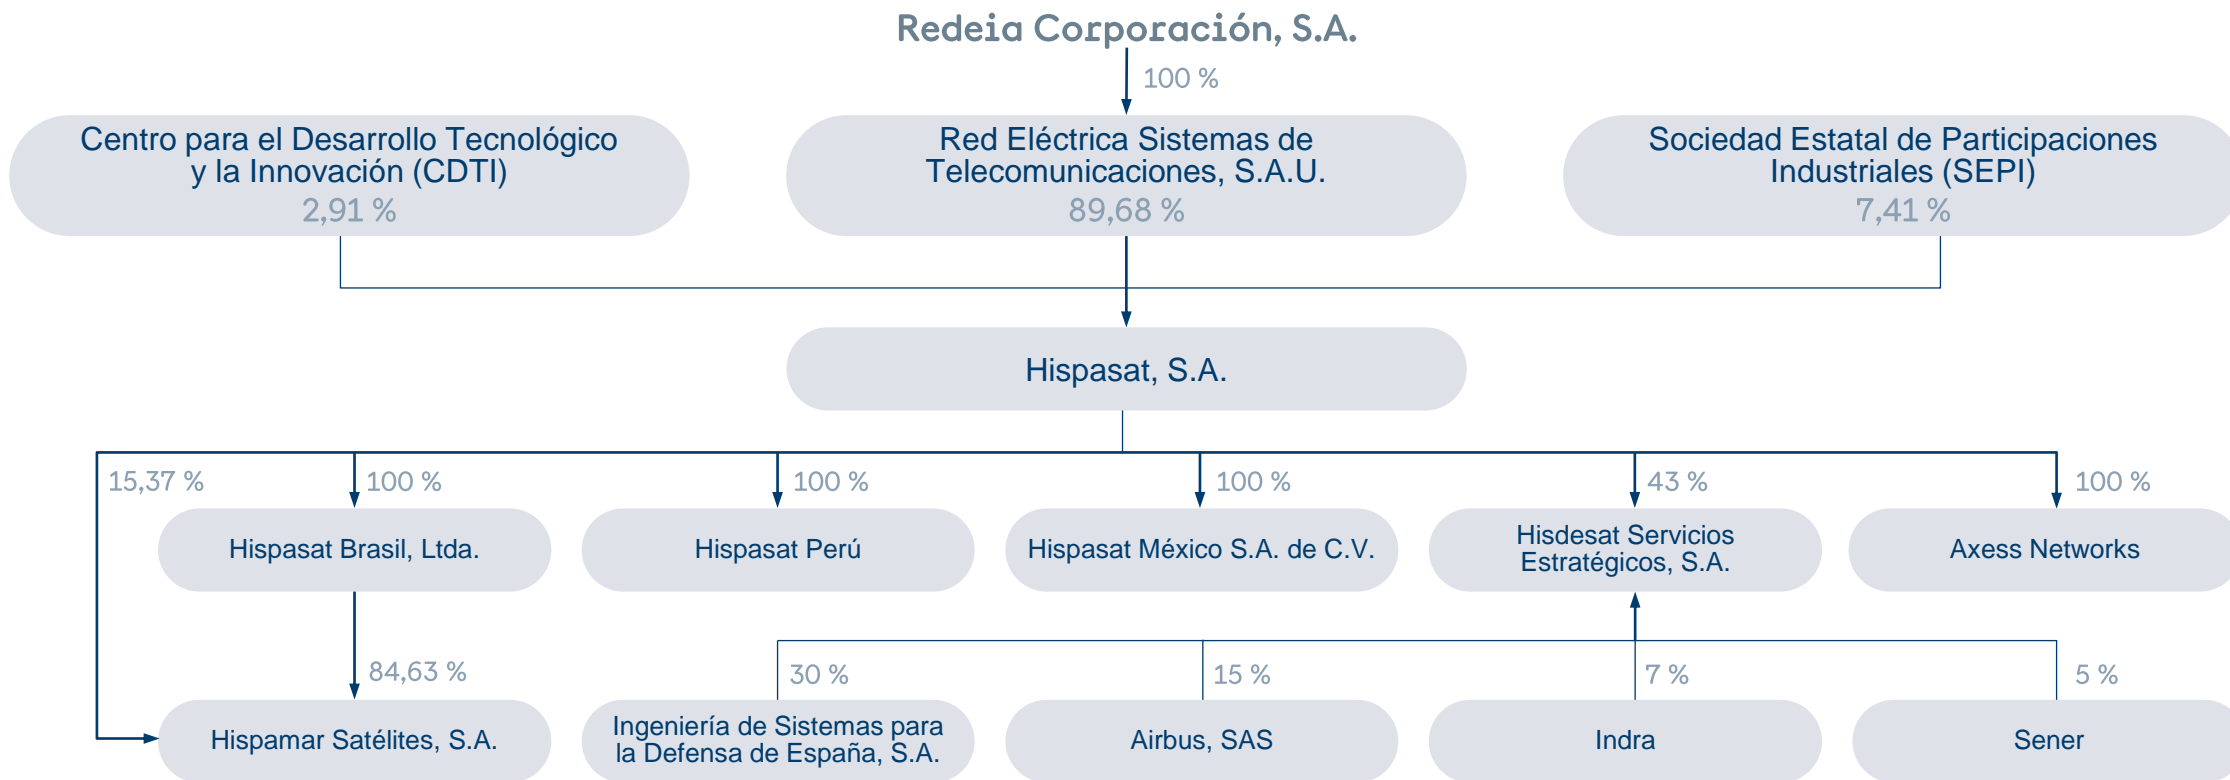 Redeia Corporación, S.A.
100 %
Centro para el Desarrollo Tecnológico
y la Innovación (CDTI)
2,91 %
Red Eléctrica Sistemas de
Telecomunicaciones, S.A.U.
89,68 %
Sociedad Estatal de Participaciones
Industriales (SEPI)
7,41 %
Hispasat, S.A.
15,37 %
100 %
100 %
100 %
43 %
100 %
Hispasat Brasil, Ltda.
Hispasat Perú
Hispasat México S.A. de C.V.
Hisdesat Servicios
Estratégicos, S.A.
Axess Networks
84,63 %
30 %
15 %
7 %
5 %
Hispamar Satélites, S.A.
Ingeniería de Sistemas para
la Defensa de España, S.A.
Airbus, SAS
Indra
Sener